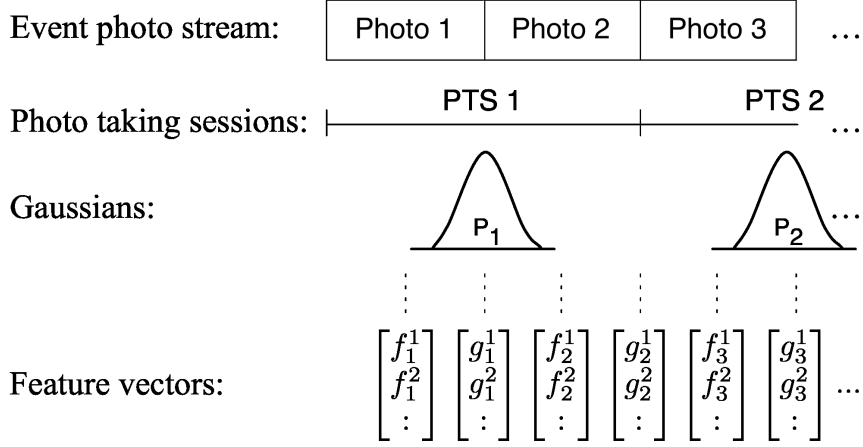 Event photo stream: Photo 1 Photo 2 Photo 3 ...
PTS 1 PTS 2
Photo taking sessions: ...
Gaussians: P₁ P₂ ...
f₁¹ g₁¹ f₂¹ g₂¹ f₃¹ g₃¹
Feature vectors: f₁² g₁² f₂² g₂² f₃² g₃² ...
: : : : : :